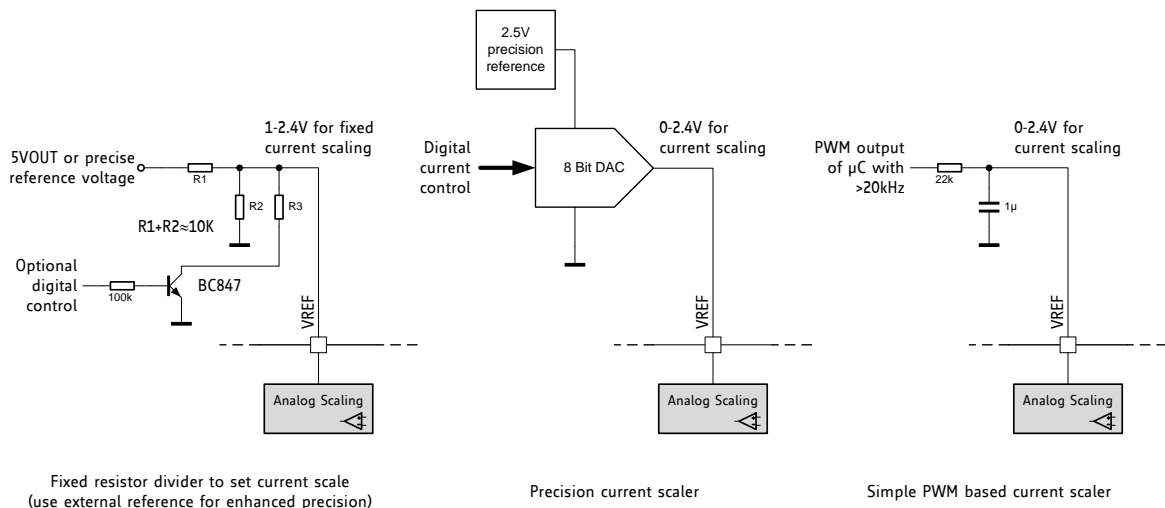 5VOUT or precise
reference voltage
R1
1-2.4V for fixed
current scaling
R2
R3
R1+R2≈10K
Optional
digital
control
100k
BC847
VREF
Analog Scaling
Fixed resistor divider to set current scale
(use external reference for enhanced precision)
2.5V
precision
reference
Digital
current
control
8 Bit DAC
0-2.4V for
current scaling
VREF
Analog Scaling
Precision current scaler
PWM output
of µC with
>20kHz
22k
0-2.4V for
current scaling
1µ
VREF
Analog Scaling
Simple PWM based current scaler